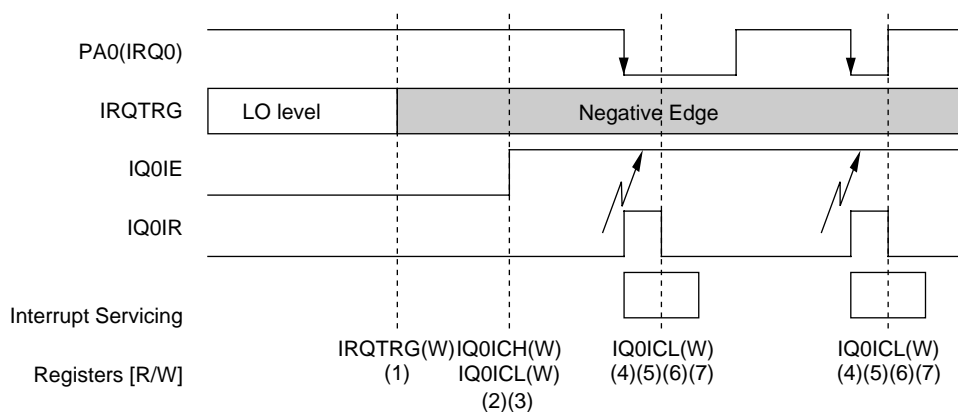 PA0(IRQ0)
IRQTRG
LO level
Negative Edge
IQ0IE
IQ0IR
Interrupt Servicing
Registers [R/W]
IRQTRG(W)
(1)
IQ0ICH(W)
IQ0ICL(W)
(2)(3)
IQ0ICL(W)
(4)(5)(6)(7)
IQ0ICL(W)
(4)(5)(6)(7)